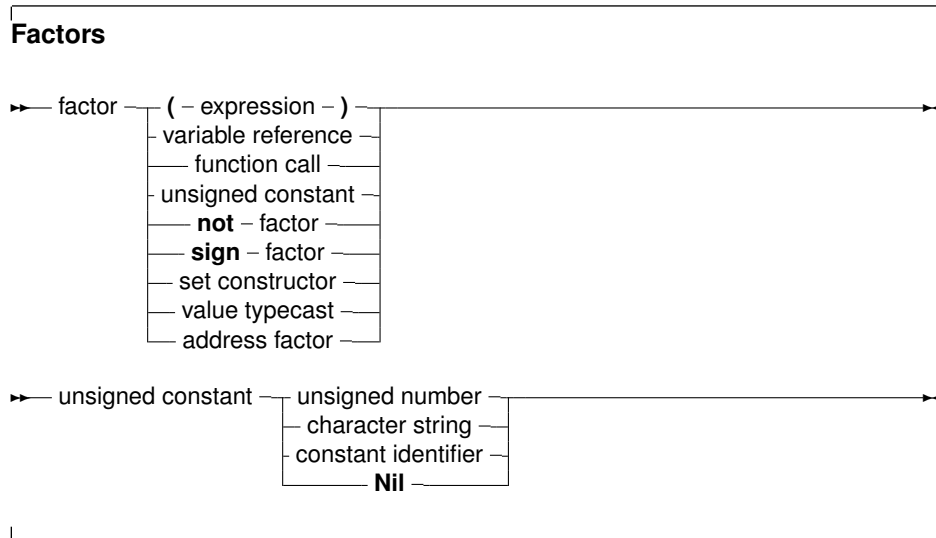 Factors
factor ( expression )
variable reference
function call
unsigned constant
not factor
sign factor
set constructor
value typecast
address factor
unsigned constant unsigned number
character string
constant identifier
Nil